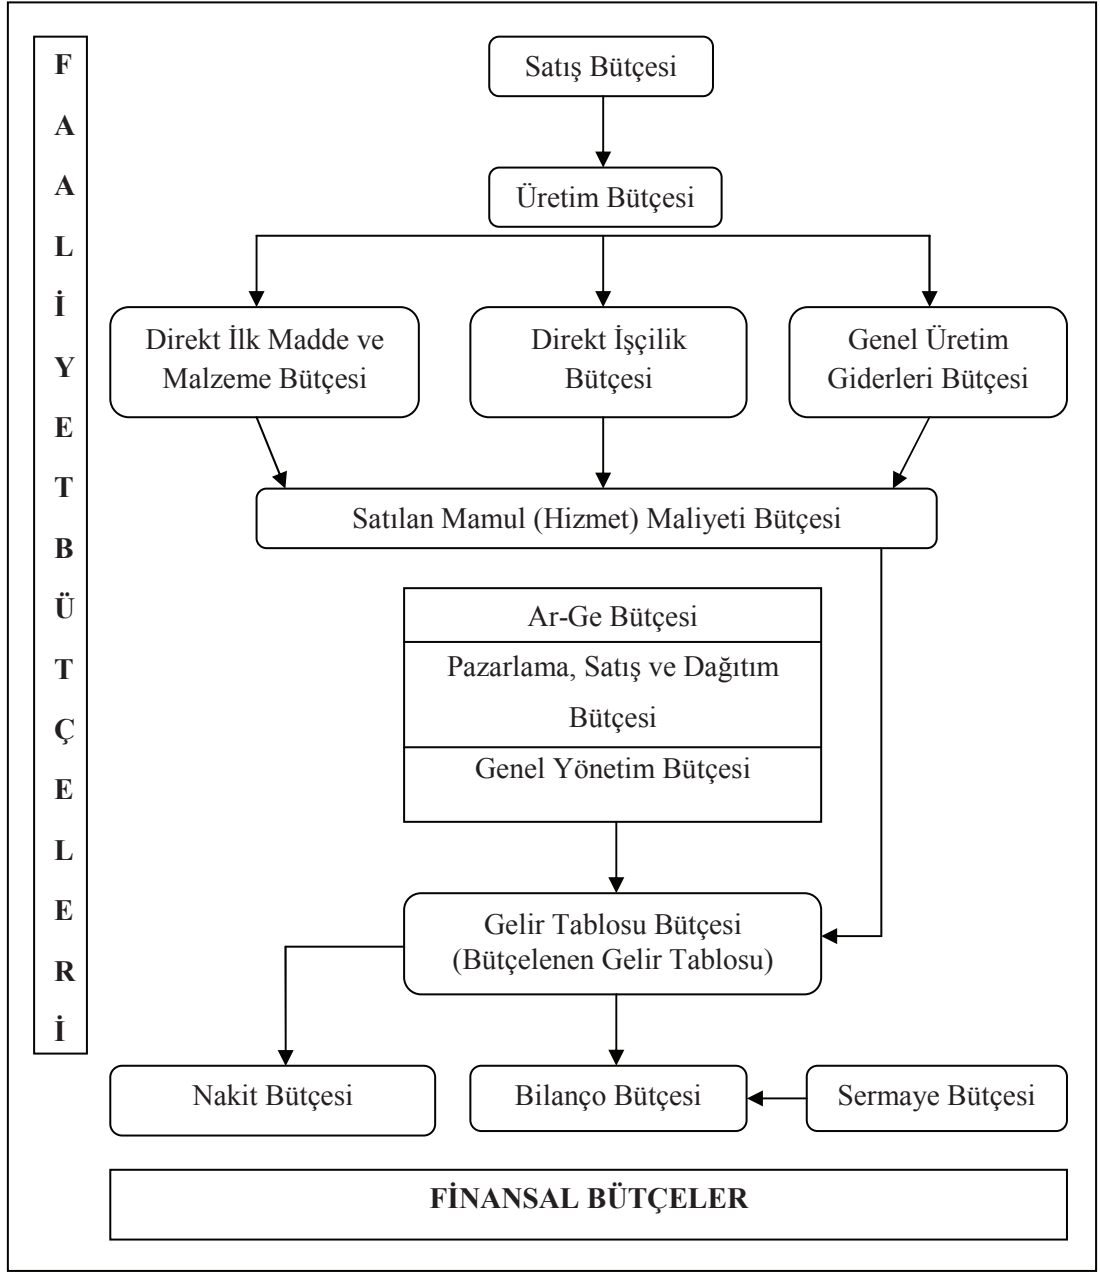 F
A
A
L
İ
Y
E
T
B
Ü
T
Ç
E
L
E
R
İ
Satış Bütçesi
Üretim Bütçesi
Direkt İlk Madde ve
Malzeme Bütçesi
Direkt İşçilik
Bütçesi
Genel Üretim
Giderleri Bütçesi
Satılan Mamul (Hizmet) Maliyeti Bütçesi
Ar-Ge Bütçesi
Pazarlama, Satış ve Dağıtım
Bütçesi
Genel Yönetim Bütçesi
Gelir Tablosu Bütçesi
(Bütçelenen Gelir Tablosu)
Nakit Bütçesi
Bilanço Bütçesi
Sermaye Bütçesi
FİNANSAL BÜTÇELER